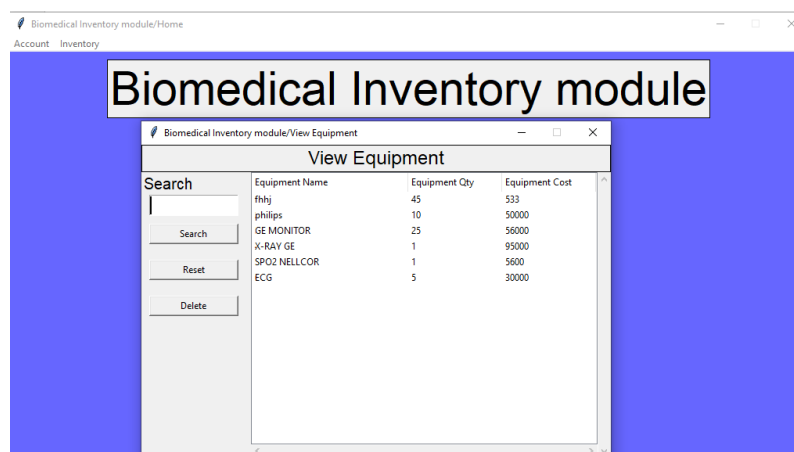 Biomedical Inventory module/Home
Account Inventory
Biomedical Inventory module
Biomedical Inventory module/View Equipment
View Equipment
Search
Equipment Name Equipment Qty Equipment Cost
fhhj 45 533
philips 10 50000
Search
GE MONITOR 25 56000
X-RAY GE 1 95000
SPO2 NELLCOR 1 5600
Reset
ECG 5 30000
Delete